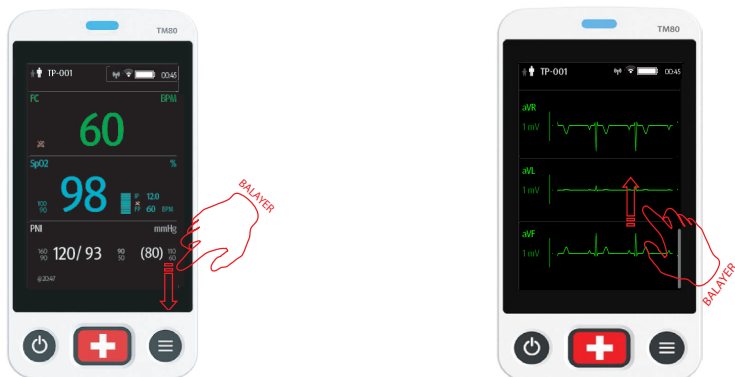 TM80
TP-001 00:45
FC BPM
60
SpO2 %
98
100
90
IP 12.0
FP 60 BPM
PNI mmHg
160
90
120/ 93
90
50
(80)
110
60
@20:47
BALAYER
TM80
TP-001 00:45
aVR
1 mV
aVL
1 mV
aVF
1 mV
BALAYER